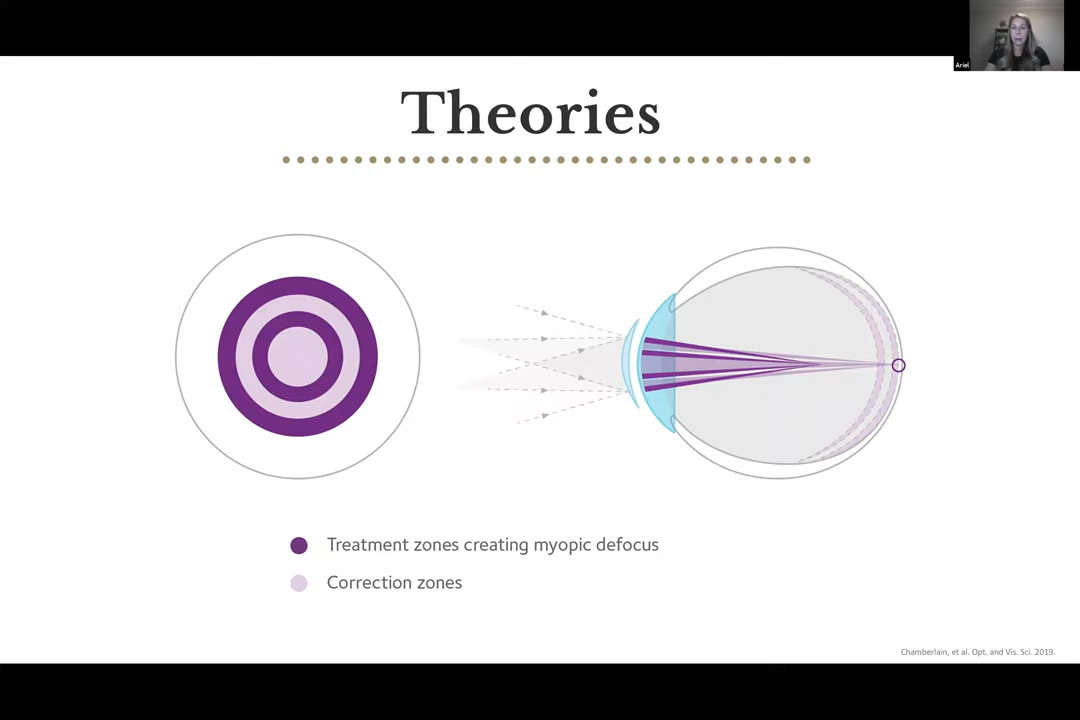 Ariel
Theories
Treatment zones creating myopic defocus
Correction zones
Chamberlain, et al. Opt. and Vis. Sci. 2019.